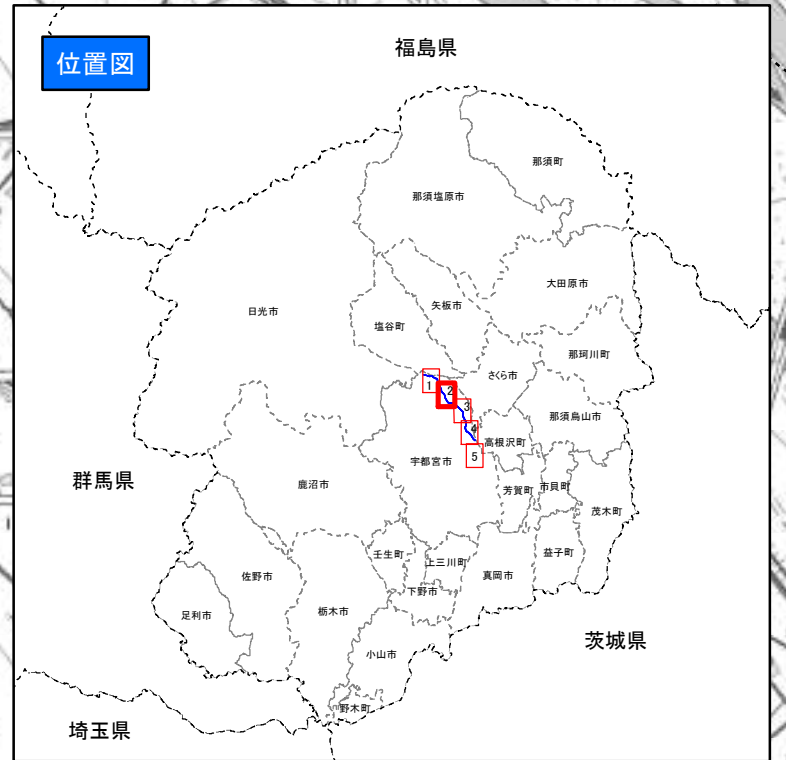 福島県
位置図
那須町
那須塩原市
大田原市
矢板市
日光市
塩谷町
那珂川町
さくら市
1
2
3
那須烏山市
4
高根沢町
宇都宮市
5
群馬県
鹿沼市
芳賀町
市貝町
茂木町
壬生町
上三川町
益子町
佐野市
真岡市
下野市
足利市
栃木市
茨城県
小山市
野木町
埼玉県